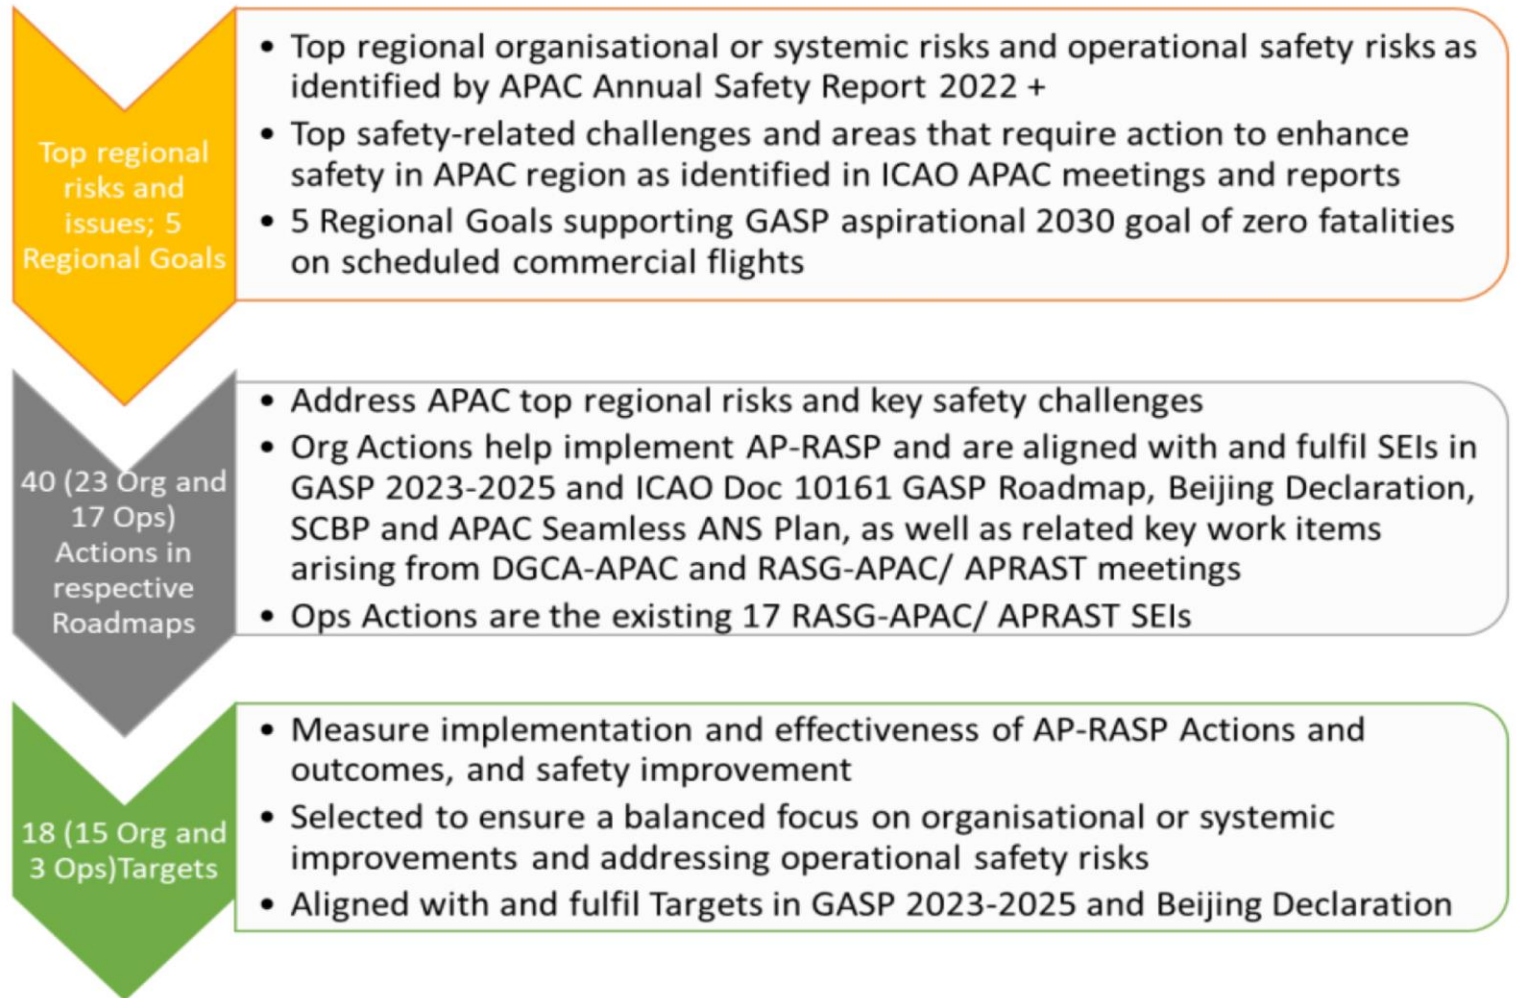 Top regional
risks and
issues; 5
Regional Goals
• Top regional organisational or systemic risks and operational safety risks as
identified by APAC Annual Safety Report 2022 +
• Top safety-related challenges and areas that require action to enhance
safety in APAC region as identified in ICAO APAC meetings and reports
• 5 Regional Goals supporting GASP aspirational 2030 goal of zero fatalities
on scheduled commercial flights
40 (23 Org and
17 Ops)
Actions in
respective
Roadmaps
• Address APAC top regional risks and key safety challenges
• Org Actions help implement AP-RASP and are aligned with and fulfil SEIs in
GASP 2023-2025 and ICAO Doc 10161 GASP Roadmap, Beijing Declaration,
SCBP and APAC Seamless ANS Plan, as well as related key work items
arising from DGCA-APAC and RASG-APAC/ APRAST meetings
• Ops Actions are the existing 17 RASG-APAC/ APRAST SEIs
18 (15 Org and
3 Ops)Targets
• Measure implementation and effectiveness of AP-RASP Actions and
outcomes, and safety improvement
• Selected to ensure a balanced focus on organisational or systemic
improvements and addressing operational safety risks
• Aligned with and fulfil Targets in GASP 2023-2025 and Beijing Declaration